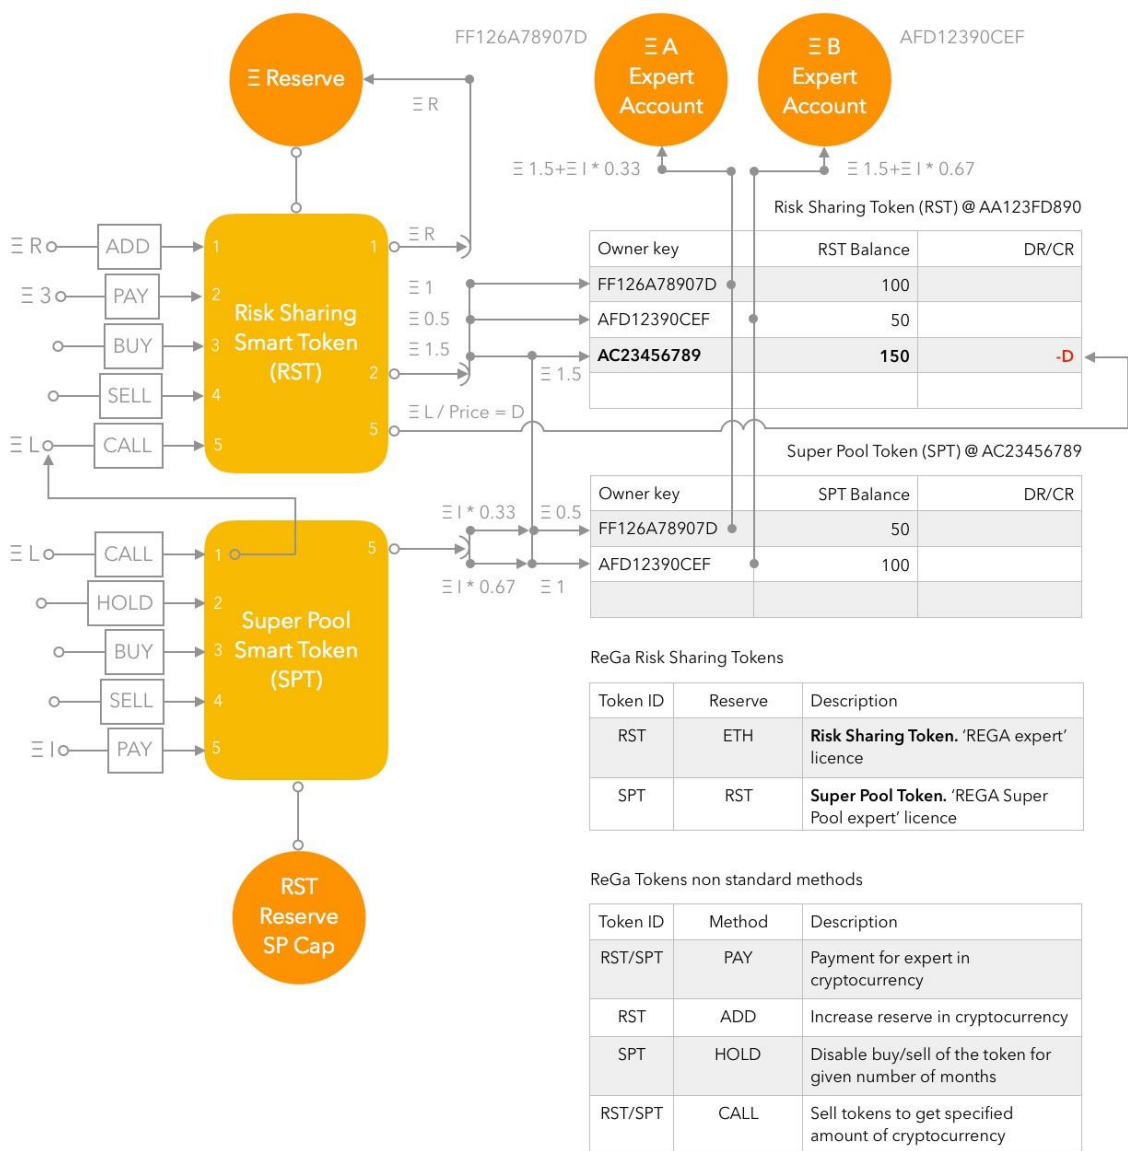 FF126A78907D
AFD12390CEF
Ξ Reserve
Ξ A
Expert
Account
Ξ B
Expert
Account
Ξ R
Ξ 1.5+Ξ I * 0.33
Ξ 1.5+Ξ I * 0.67
Ξ R ADD 1
Ξ 3 PAY 2
BUY 3
SELL 4
Ξ L CALL 5
Risk Sharing
Smart Token
(RST)
1 Ξ R
Ξ 1
Ξ 0.5
Ξ 1.5
2
Ξ 1.5
5 Ξ L / Price = D
Risk Sharing Token (RST) @ AA123FD890
Owner key RST Balance DR/CR
FF126A78907D 100
AFD12390CEF 50
AC23456789 150 -D
Ξ L CALL 1
HOLD 2
BUY 3
SELL 4
Ξ I PAY 5
Super Pool
Smart Token
(SPT)
5
Ξ I * 0.33 Ξ 0.5
Ξ I * 0.67 Ξ 1
Super Pool Token (SPT) @ AC23456789
Owner key SPT Balance DR/CR
FF126A78907D 50
AFD12390CEF 100
RST
Reserve
SP Cap
ReGa Risk Sharing Tokens
Token ID Reserve Description
RST ETH Risk Sharing Token. ‘REGA expert’
licence
SPT RST Super Pool Token. ‘REGA Super
Pool expert’ licence
ReGa Tokens non standard methods
Token ID Method Description
RST/SPT PAY Payment for expert in
cryptocurrency
RST ADD Increase reserve in cryptocurrency
SPT HOLD Disable buy/sell of the token for
given number of months
RST/SPT CALL Sell tokens to get specified
amount of cryptocurrency